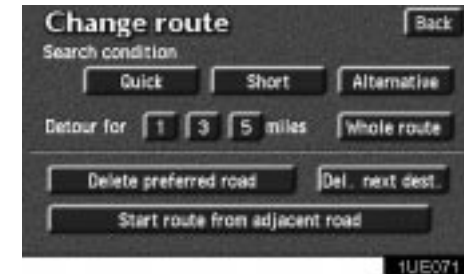 Change route Back
Search condition
Quick Short Alternative
Detour for 1 3 5 miles Whole route
Delete preferred road Del. next dest.
Start route from adjacent road
1UE071